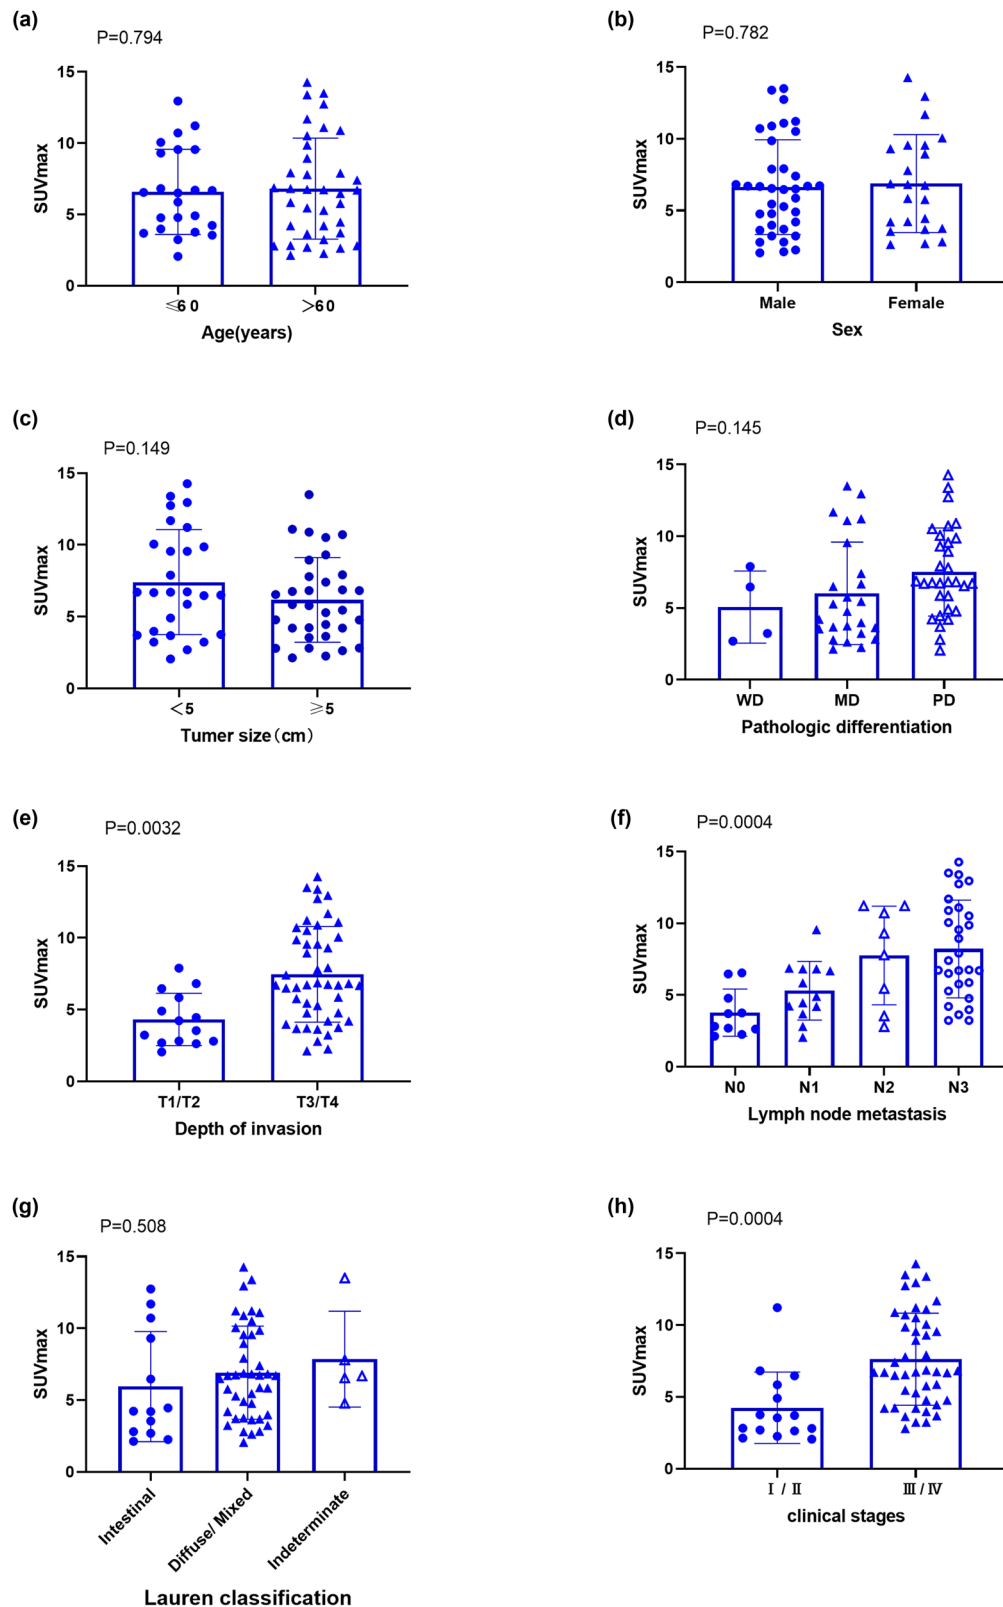 (a)
P=0.794
SUVmax
15
10
5
0
≤60
>60
Age(years)
(b)
P=0.782
SUVmax
15
10
5
0
Male
Female
Sex
(c)
P=0.149
SUVmax
15
10
5
0
<5
≥5
Tumer size(cm)
(d)
P=0.145
SUVmax
15
10
5
0
WD
MD
PD
Pathologic differentiation
(e)
P=0.0032
SUVmax
15
10
5
0
T1/T2
T3/T4
Depth of invasion
(f)
P=0.0004
SUVmax
15
10
5
0
N0
N1
N2
N3
Lymph node metastasis
(g)
P=0.508
SUVmax
15
10
5
0
Intestinal
Diffuse/ Mixed
Indeterminate
Lauren classification
(h)
P=0.0004
SUVmax
15
10
5
0
Ⅰ / Ⅱ
Ⅲ / Ⅳ
clinical stages